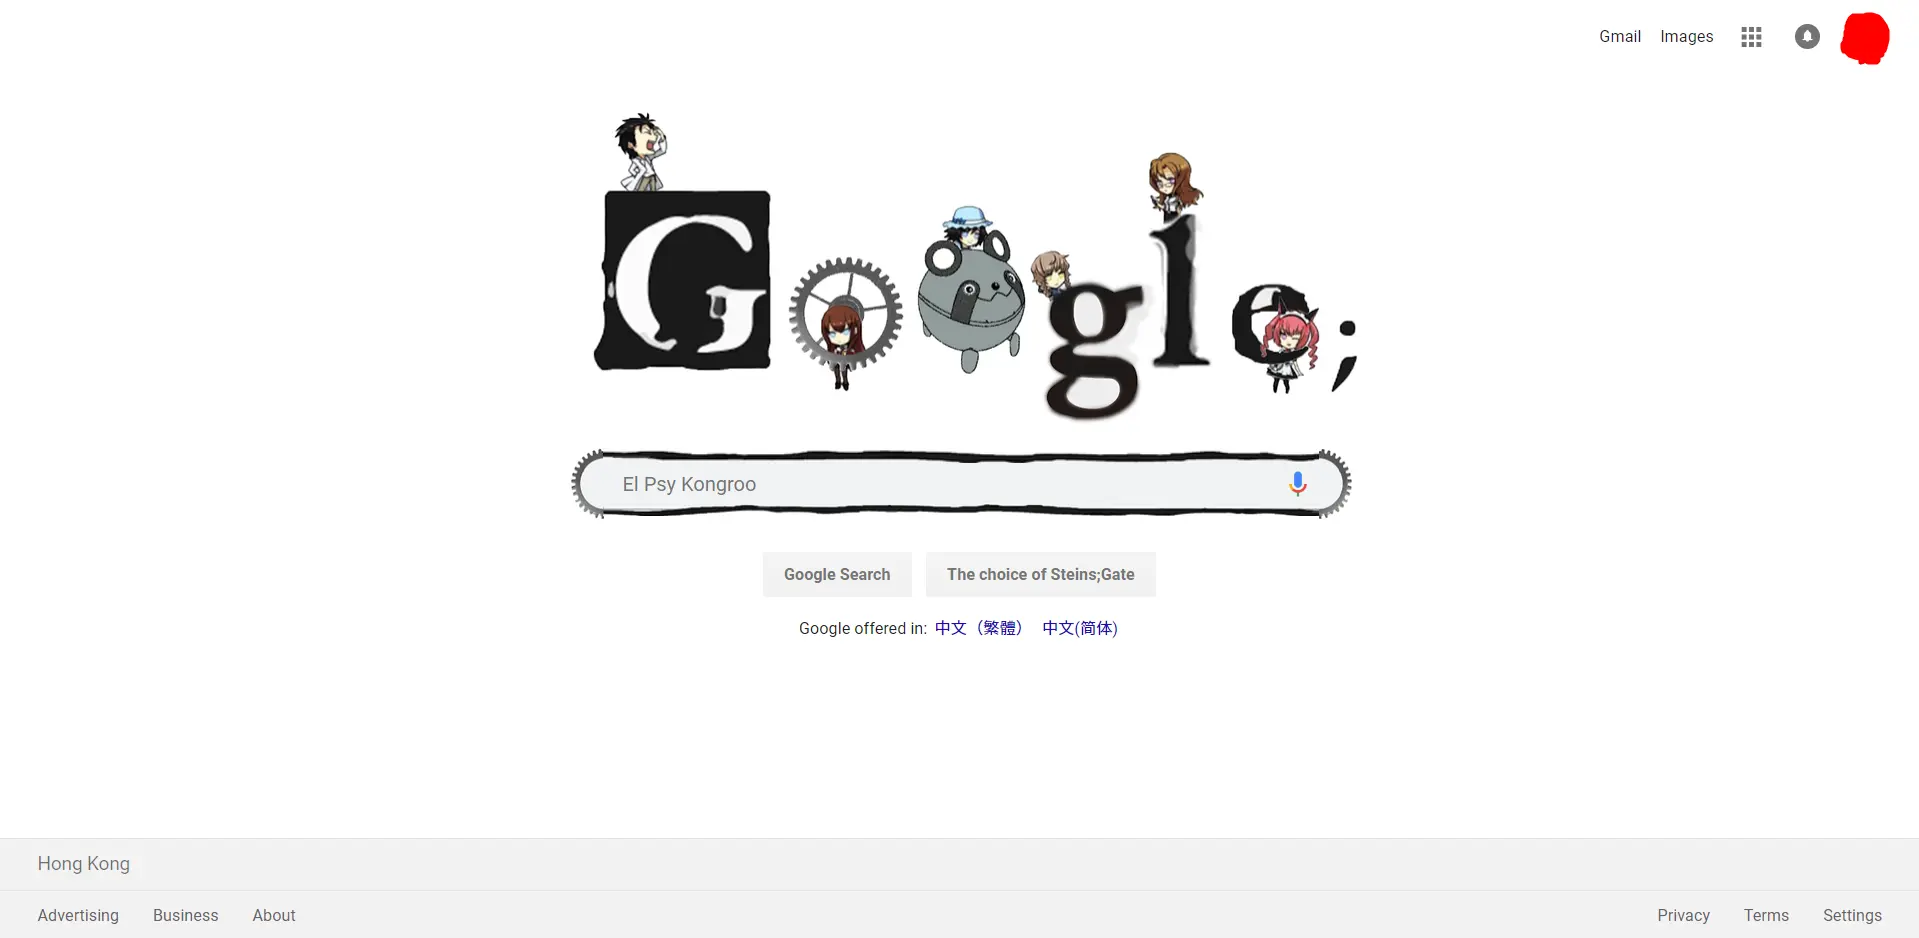 Gmail Images
Google;
El Psy Kongroo
Google Search The choice of Steins;Gate
Google offered in: 中文（繁體） 中文(简体)
Hong Kong
Advertising Business About Privacy Terms Settings